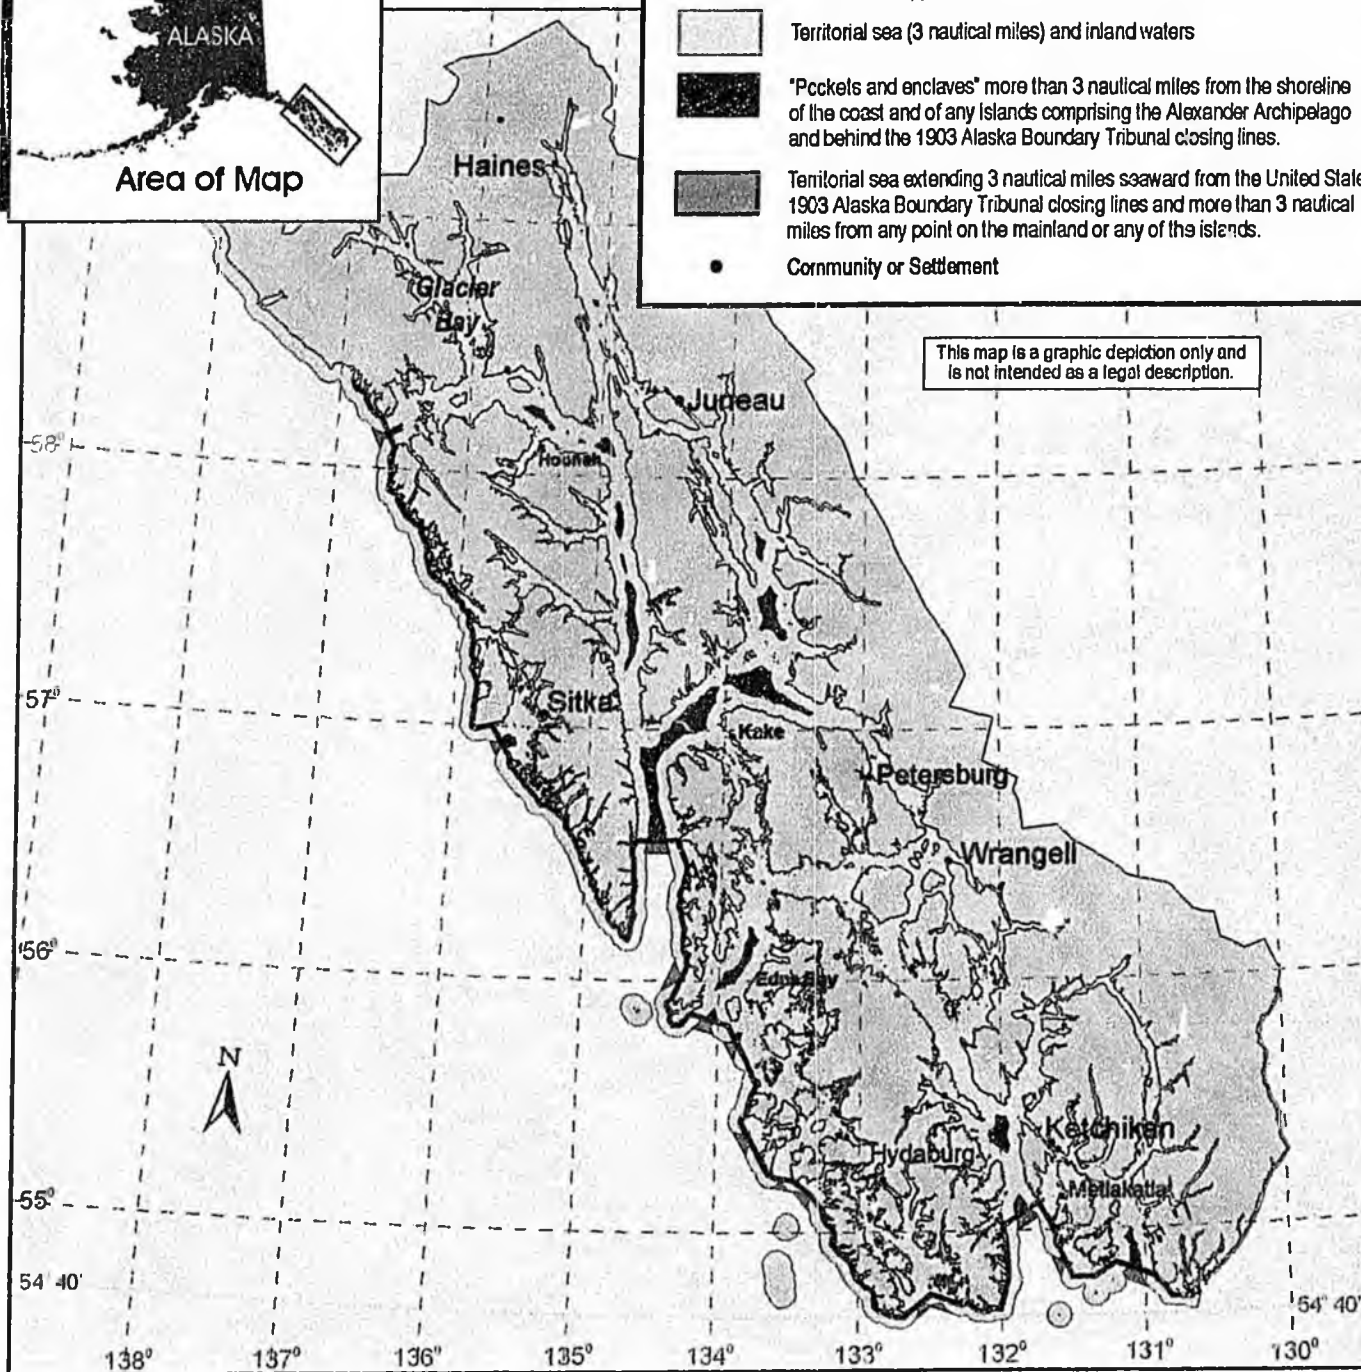 ALASKA
Area of Map
Territorial sea (3 nautical miles) and inland waters
"Pockets and enclaves" more than 3 nautical miles from the shoreline
of the coast and of any Islands comprising the Alexander Archipelago
and behind the 1903 Alaska Boundary Tribunal closing lines.
Territorial sea extending 3 nautical miles seaward from the United State
1903 Alaska Boundary Tribunal closing lines and more than 3 nautical
miles from any point on the mainland or any of the islands.
Community or Settlement
This map is a graphic depiction only and
is not intended as a legal description.
Haines
Glacier
Bay
Juneau
58°
Hoonah
57°
Sitka
Kake
Petersburg
Wrangell
56°
Edna Bay
N
Ketchikan
Hydaburg
Metlakatla
55°
54° 40'
54° 40'
138°
137°
136°
135°
134°
133°
132°
131°
130°